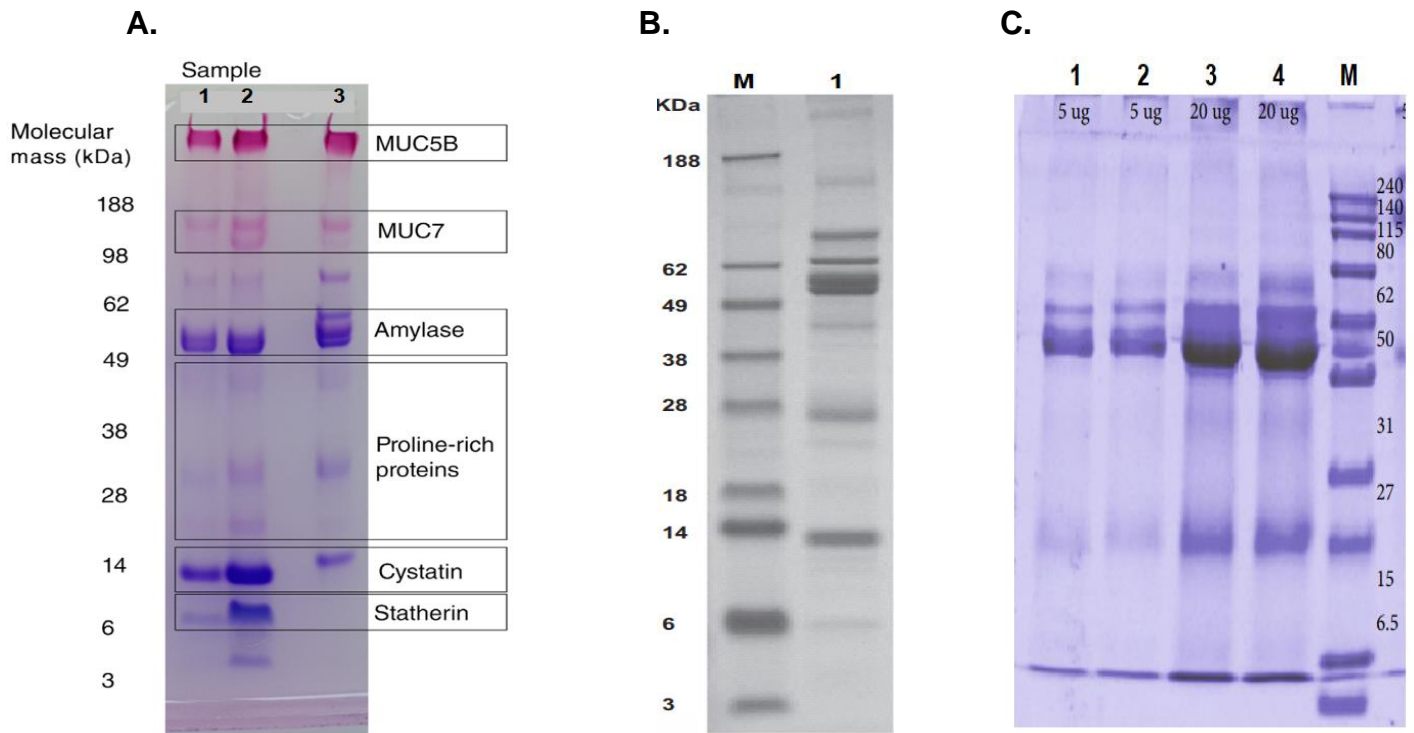 A.
Sample
1 2 3
Molecular
mass (kDa)
188
98
62
49
38
28
14
6
3
MUC5B
MUC7
Amylase
Proline-rich
proteins
Cystatin
Statherin
B.
M 1
KDa
188
62
49
38
28
18
14
6
3
C.
1 2 3 4 M
5 ug 5 ug 20 ug 20 ug
240
140
115
80
62
50
31
27
15
6.5